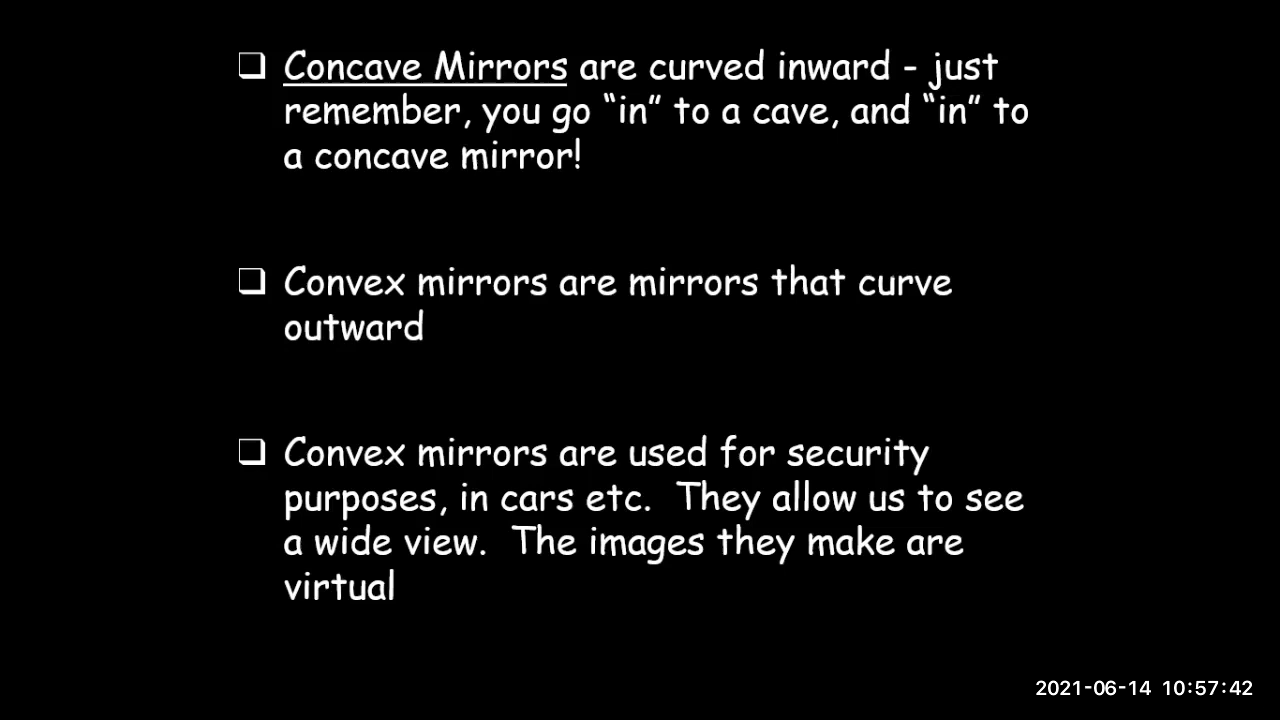 ❑ Concave Mirrors are curved inward - just
remember, you go “in” to a cave, and “in” to
a concave mirror!
❑ Convex mirrors are mirrors that curve
outward
❑ Convex mirrors are used for security
purposes, in cars etc.  They allow us to see
a wide view.  The images they make are
virtual
2021-06-14 10:57:42